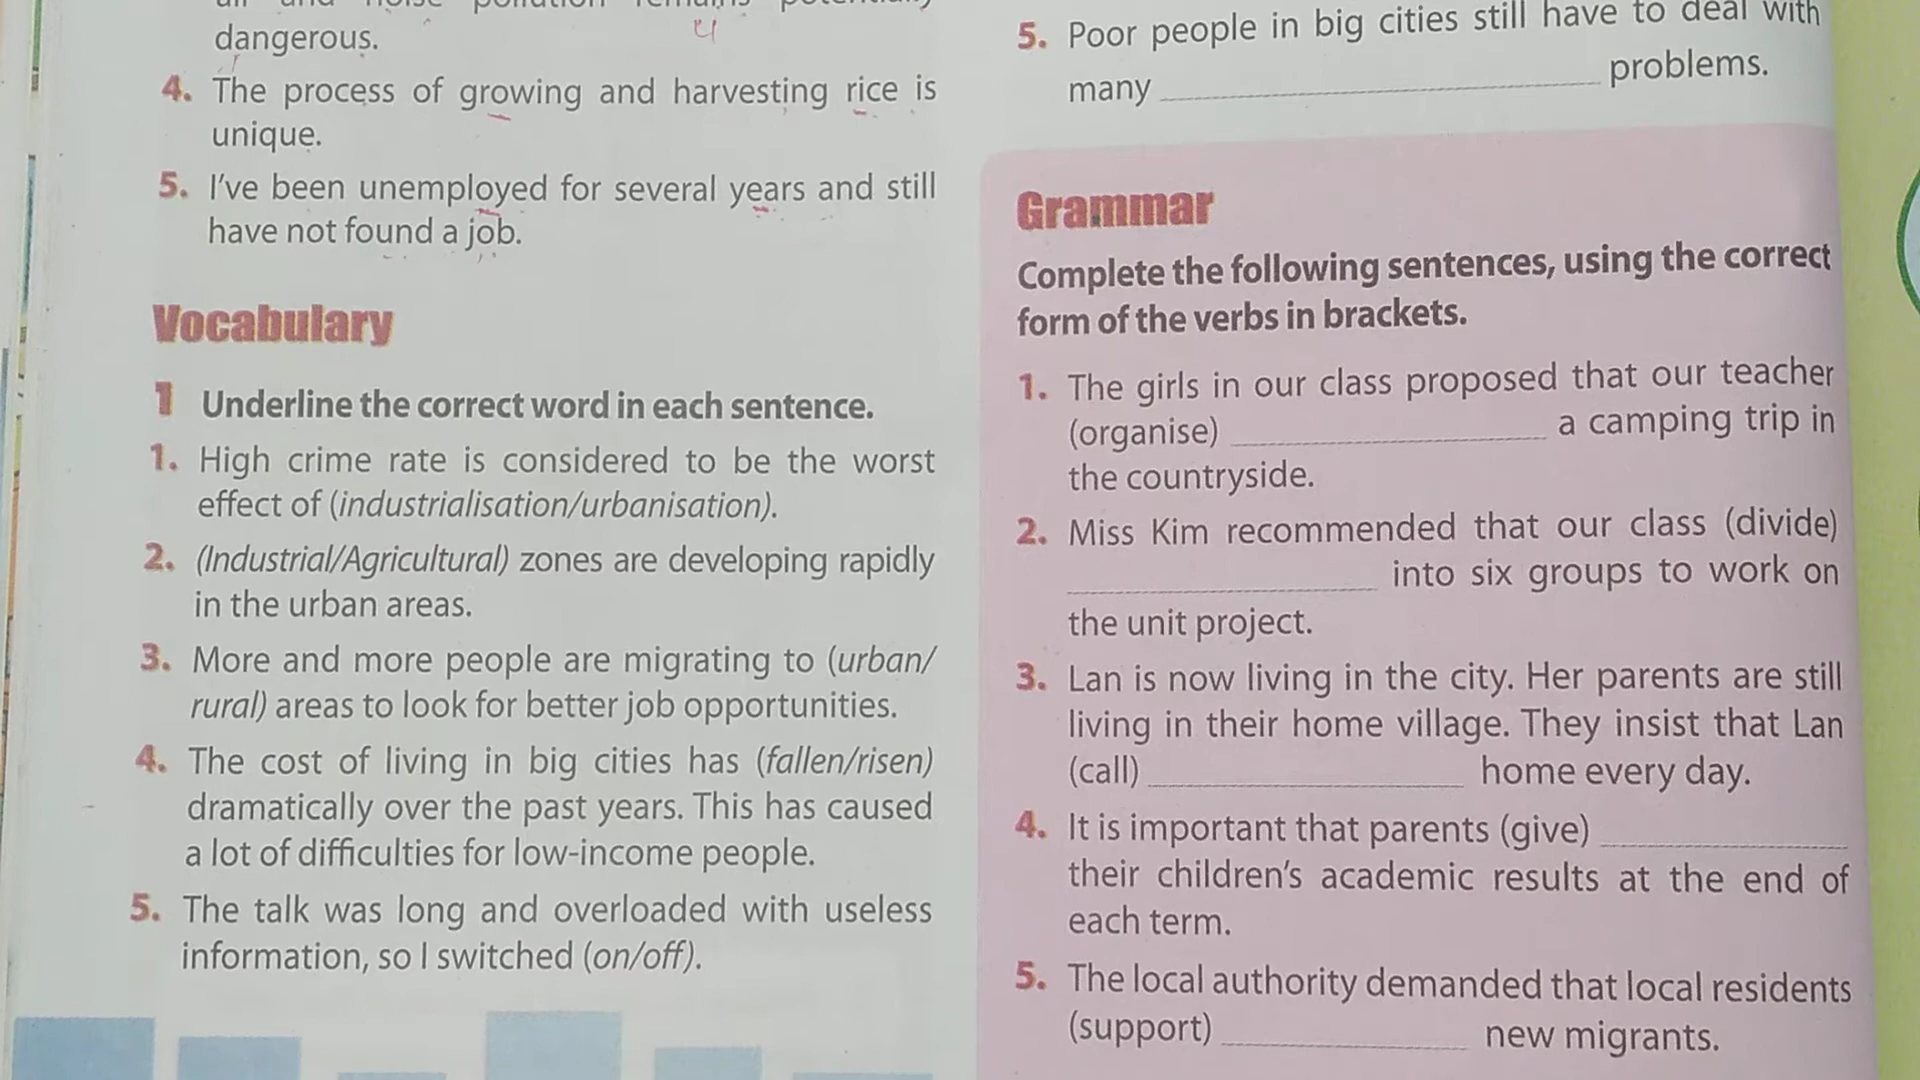 dangerous.
4. The process of growing and harvesting rice is
unique.
5. I've been unemployed for several years and still
have not found a job.
Vocabulary
1 Underline the correct word in each sentence.
1. High crime rate is considered to be the worst
effect of (industrialisation/urbanisation).
2. (Industrial/Agricultural) zones are developing rapidly
in the urban areas.
3. More and more people are migrating to (urban/
rural) areas to look for better job opportunities.
4. The cost of living in big cities has (fallen/risen)
dramatically over the past years. This has caused
a lot of difficulties for low-income people.
5. The talk was long and overloaded with useless
information, so I switched (on/off).
5. Poor people in big cities still have to deal with
many problems.
Grammar
Complete the following sentences, using the correct
form of the verbs in brackets.
1. The girls in our class proposed that our teacher
(organise) a camping trip in
the countryside.
2. Miss Kim recommended that our class (divide)
into six groups to work on
the unit project.
3. Lan is now living in the city. Her parents are still
living in their home village. They insist that Lan
(call) home every day.
4. It is important that parents (give)
their children's academic results at the end of
each term.
5. The local authority demanded that local residents
(support) new migrants.